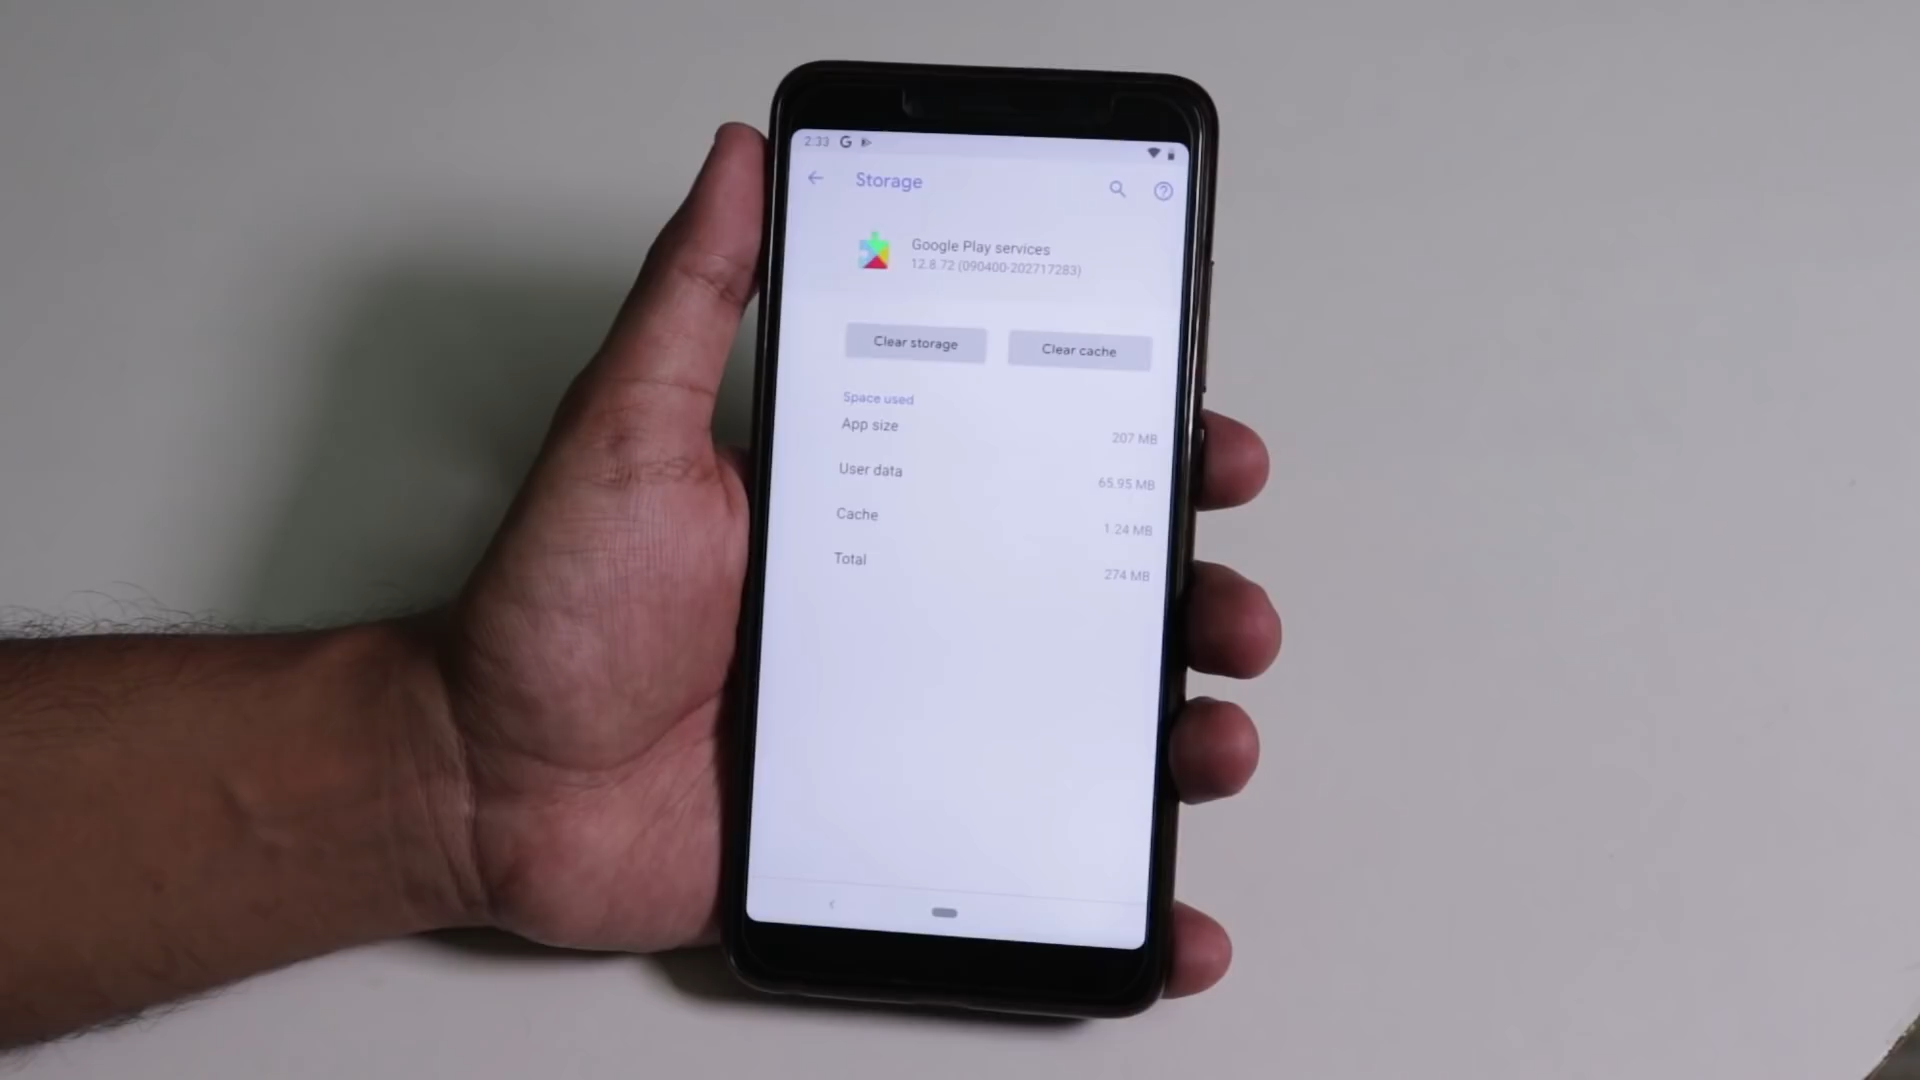 2:33
Storage
Google Play services
12.8.72 (090400-202717283)
Clear storage
Clear cache
Space used
App size
207 MB
User data
65.95 MB
Cache
1.24 MB
Total
274 MB